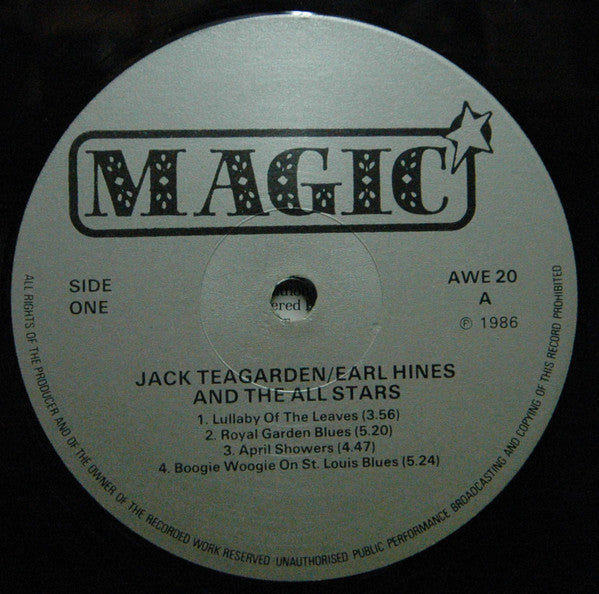 MAGIC
SIDE
ONE
AWE 20
A
℗ 1986
JACK TEAGARDEN/EARL HINES
AND THE ALL STARS
1. Lullaby Of The Leaves (3.56)
2. Royal Garden Blues (5.20)
3. April Showers (4.47)
4. Boogie Woogie On St. Louis Blues (5.24)
ALL RIGHTS OF THE PRODUCER AND OF THE OWNER OF THE RECORDED WORK RESERVED UNAUTHORISED PUBLIC PERFORMANCE BROADCASTING AND COPYING OF THIS RECORD PROHIBITED